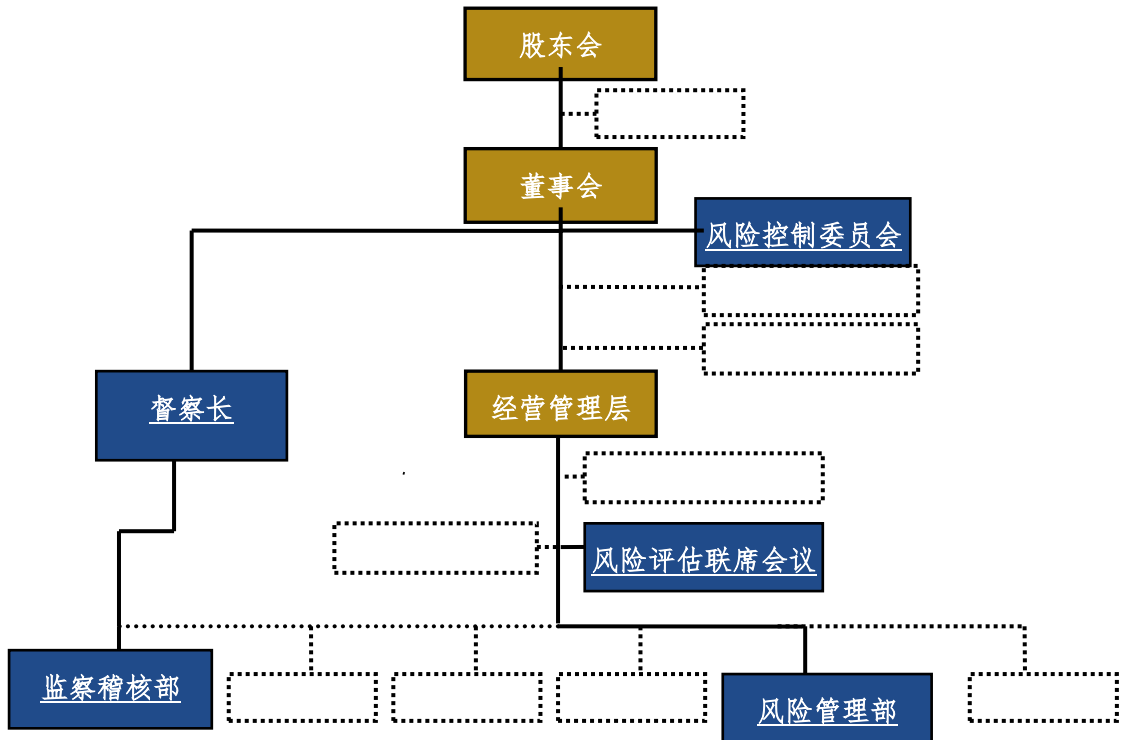 股东会
董事会
风险控制委员会
督察长
经营管理层
风险评估联席会议
监察稽核部
风险管理部